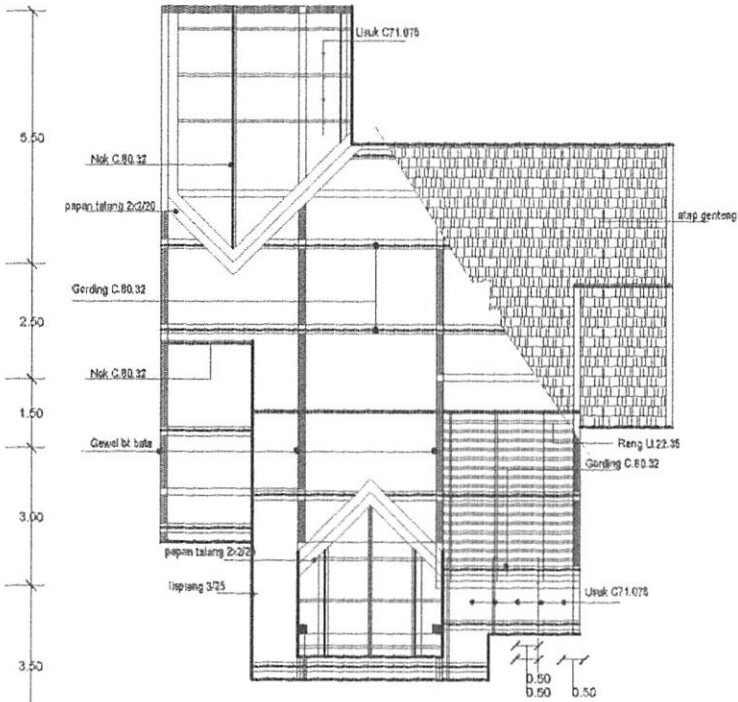 Usuk C71.075
5.50
Nok C.80.32
papan talang 2x3/20
atap genteng
Gording C.80.32
2.50
Nok C.80.32
1.50
Gewel bt bata
Reng U.22.35
Gording C.80.32
3.00
papan talang 2x3/20
lisplang 3/25
Usuk C71.075
3.50
0.50
0.50
0.50